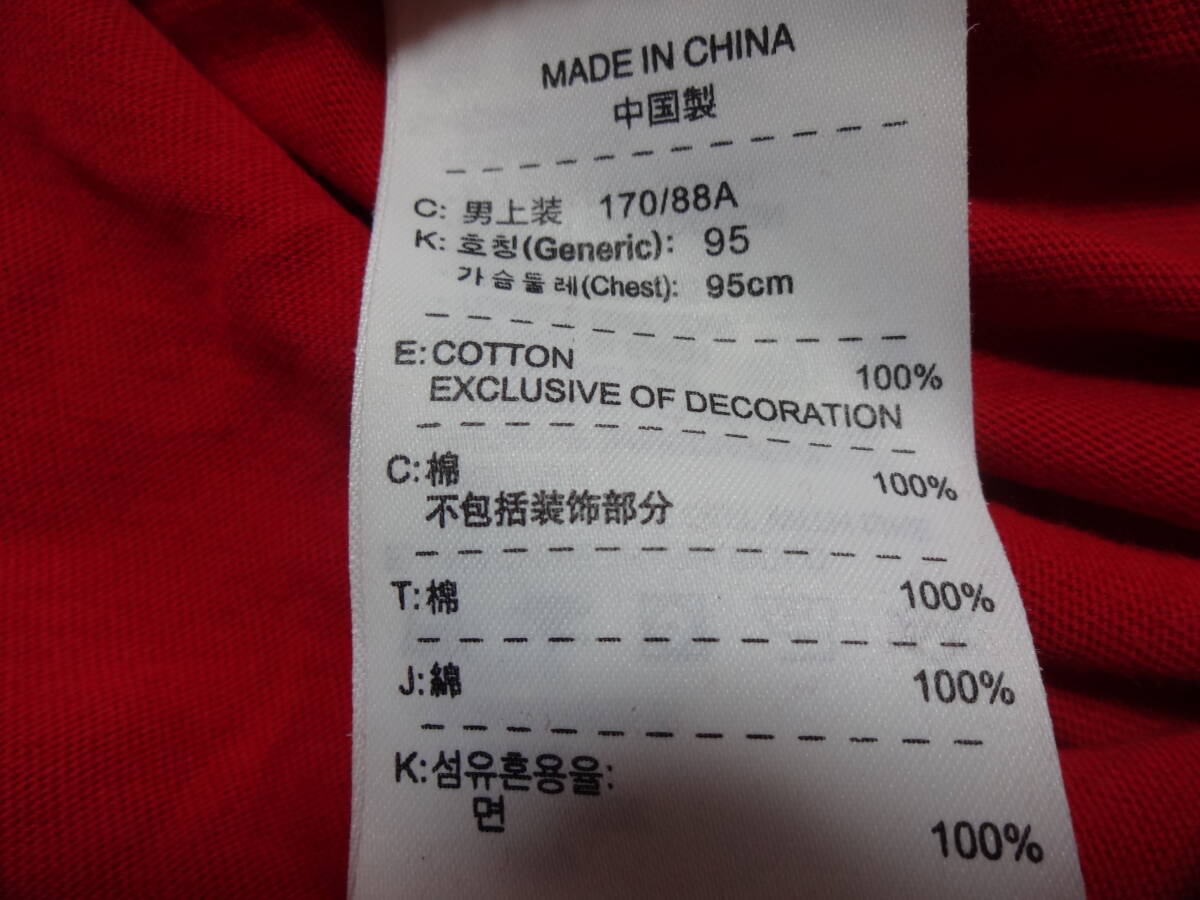 MADE IN CHINA
中国製
C: 男上装 170/88A
K: 호칭(Generic): 95
가슴둘레(Chest): 95cm
E: COTTON 100%
EXCLUSIVE OF DECORATION
C: 棉 100%
不包括装饰部分
T: 棉 100%
J: 綿 100%
K: 섬유혼용율:
면 100%